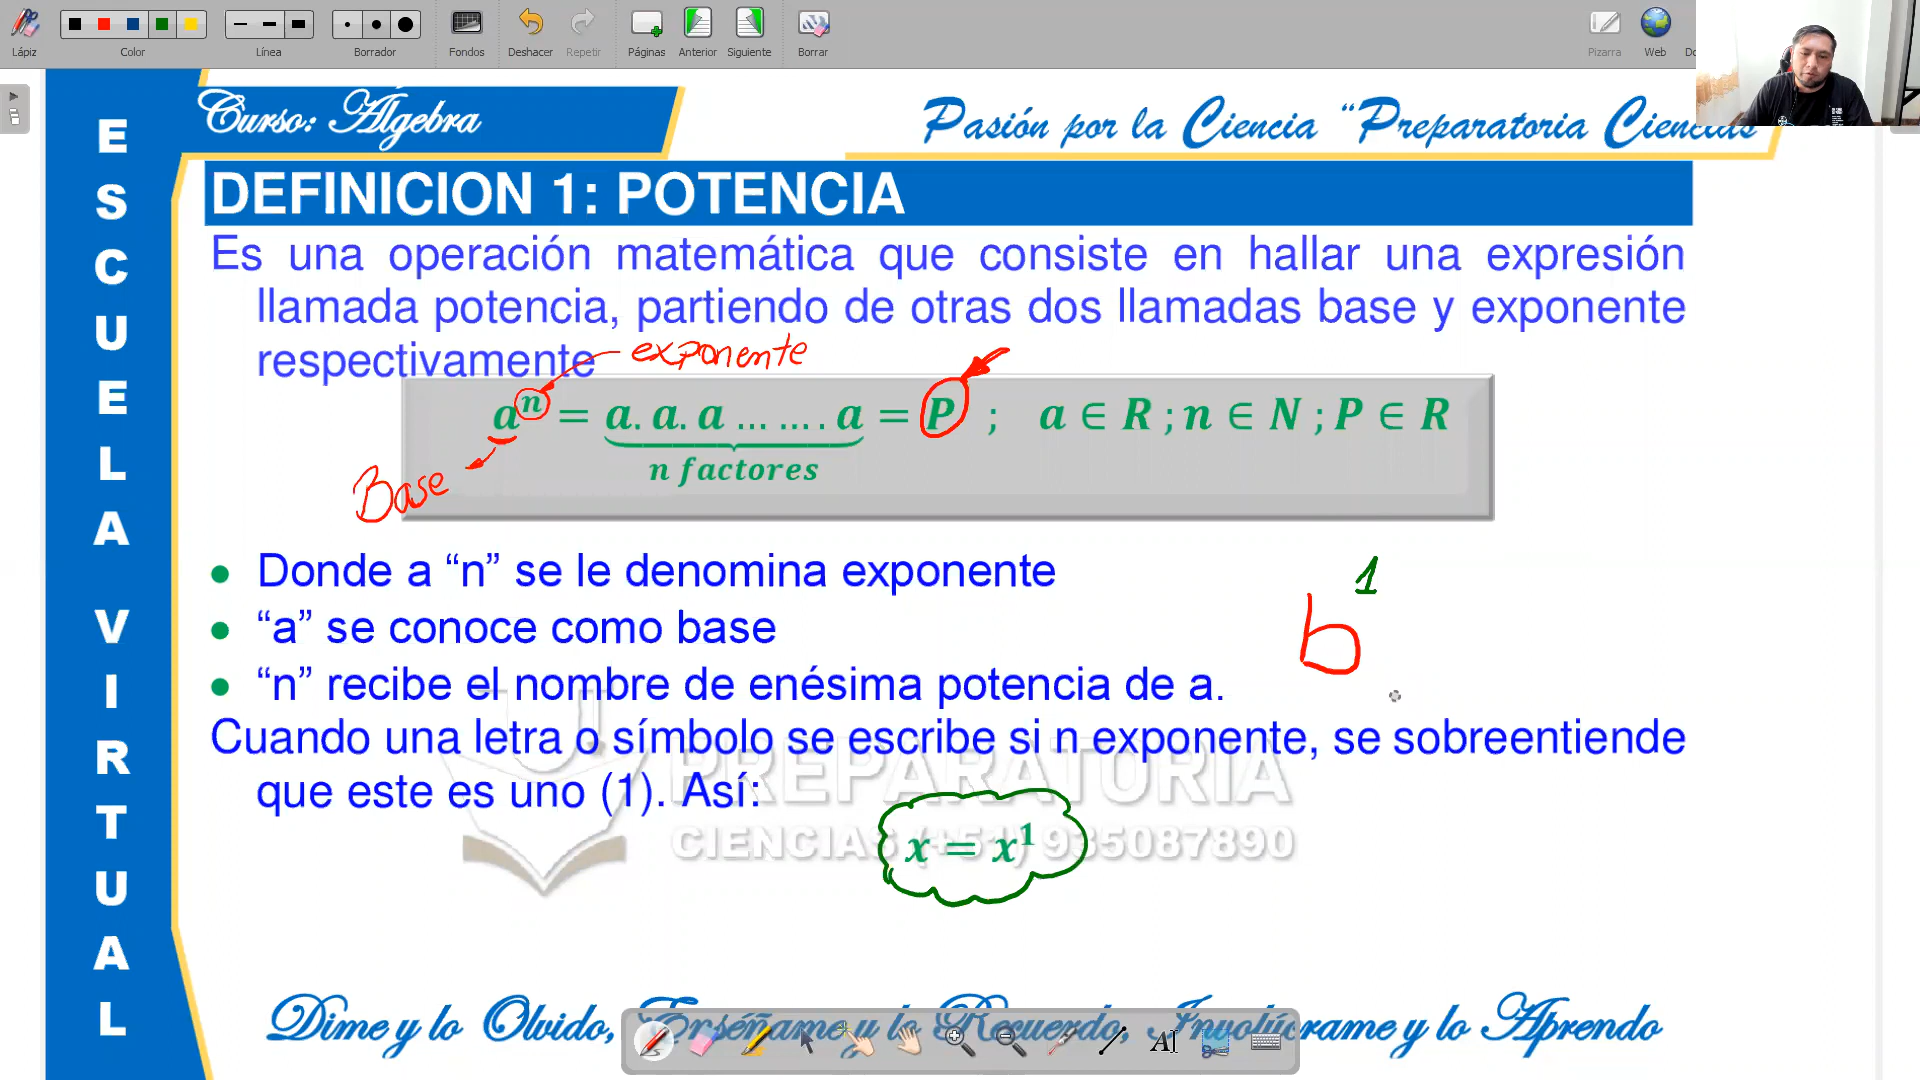 Lápiz
Color
Línea
Borrador
Fondos
Deshacer
Repetir
Páginas
Anterior
Siguiente
Borrar
Pizarra
Web
ESCUELA VIRTUAL
Curso: Álgebra
Pasión por la Ciencia “Preparatoria Ciencias
DEFINICION 1: POTENCIA
Es una operación matemática que consiste en hallar una expresión
llamada potencia, partiendo de otras dos llamadas base y exponente
respectivamente
exponente
aⁿ = a. a. a … … . a = P ; a ∈ R ; n ∈ N ; P ∈ R
n factores
Base
Donde a “n” se le denomina exponente
“a” se conoce como base
“n” recibe el nombre de enésima potencia de a.
b¹
Cuando una letra o símbolo se escribe si n exponente, se sobreentiende
que este es uno (1). Así:
PREPARATORIA
CIENCIAS (+51) 935087890
x = x¹
Dime y lo Olvido, Enséñame y lo Recuerdo, Involúcrame y lo Aprendo